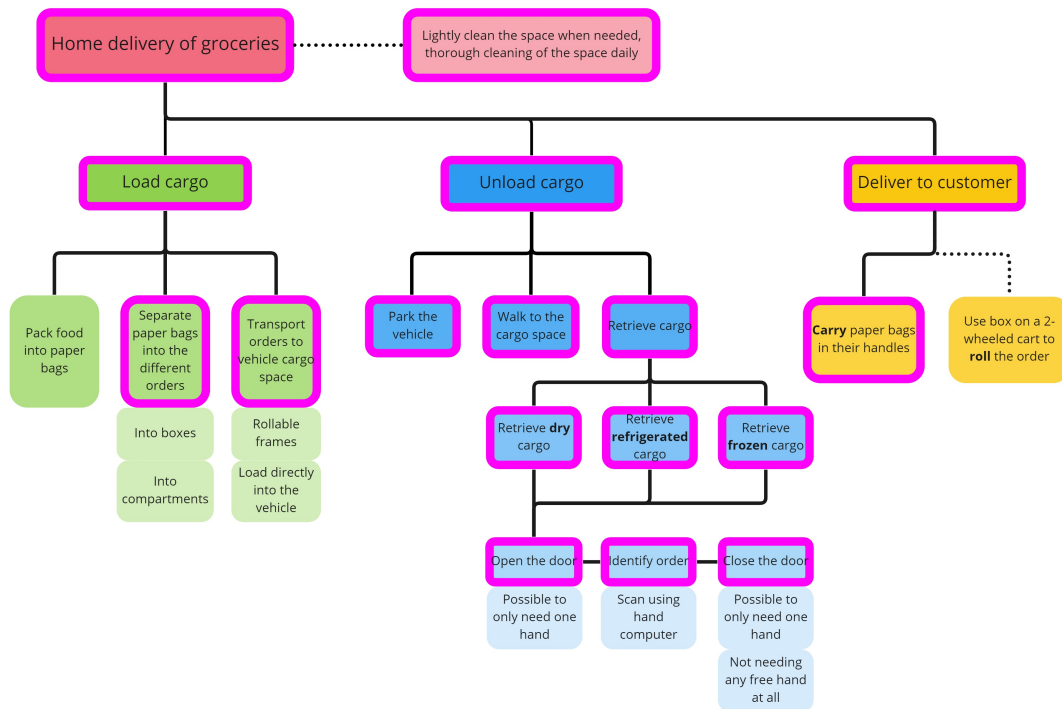 Home delivery of groceries
Lightly clean the space when needed,
thorough cleaning of the space daily
Load cargo
Unload cargo
Deliver to customer
Pack food
into paper
bags
Separate
paper bags
into the
different
orders
Transport
orders to
vehicle cargo
space
Park the
vehicle
Walk to the
cargo space
Retrieve cargo
Carry paper bags
in their handles
Use box on a 2-
wheeled cart to
roll the order
Into boxes
Into
compartments
Rollable
frames
Load directly
into the
vehicle
Retrieve dry
cargo
Retrieve
refrigerated
cargo
Retrieve
frozen cargo
Open the door
Identify order
Close the door
Possible to
only need one
hand
Scan using
hand
computer
Possible to
only need one
hand
Not needing
any free hand
at all